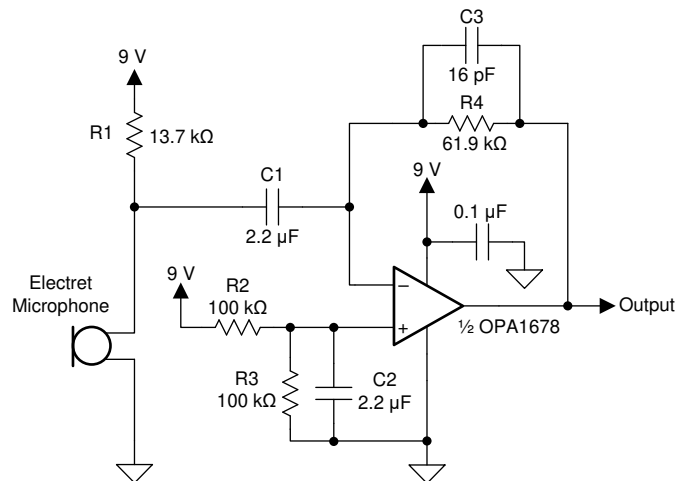 C3
16 pF
R4
61.9 kΩ
9 V
R1
13.7 kΩ
C1
2.2 µF
9 V
0.1 µF
Electret
Microphone
9 V
R2
100 kΩ
−
+
Output
½ OPA1678
R3
100 kΩ
C2
2.2 µF